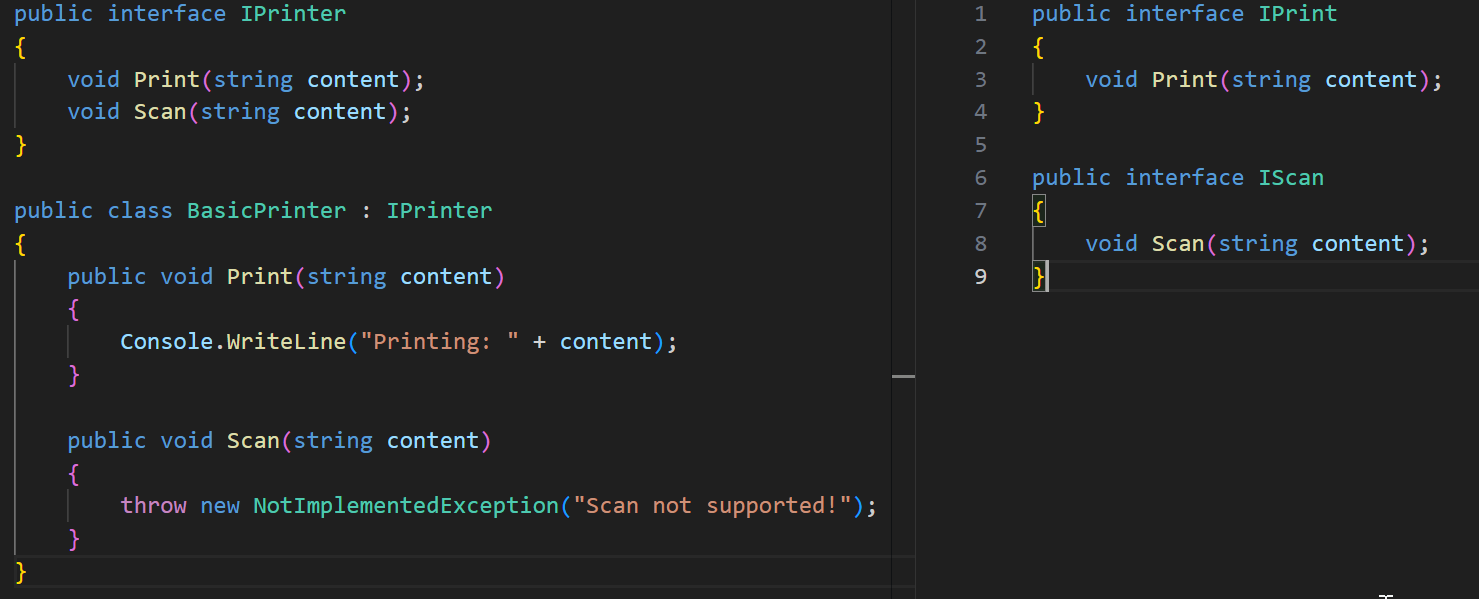 public interface IPrinter
{
    void Print(string content);
    void Scan(string content);
}

public class BasicPrinter : IPrinter
{
    public void Print(string content)
    {
        Console.WriteLine("Printing: " + content);
    }

    public void Scan(string content)
    {
        throw new NotImplementedException("Scan not supported!");
    }
}
1 public interface IPrint
2 {
3     void Print(string content);
4 }
5
6 public interface IScan
7 {
8     void Scan(string content);
9 }